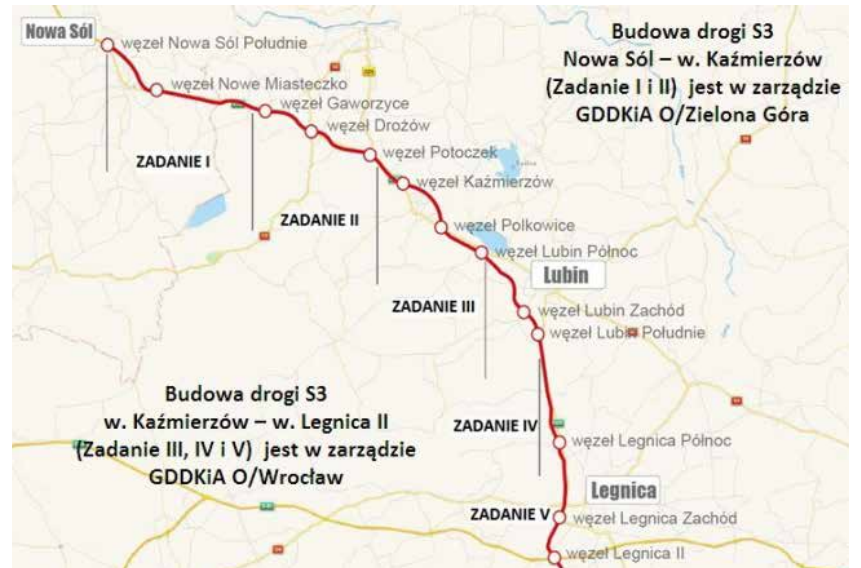 Nowa Sól
węzeł Nowa Sól Południe
Budowa drogi S3
Nowa Sól – w. Kaźmierzów
(Zadanie I i II) jest w zarządzie
GDDKiA O/Zielona Góra
węzeł Nowe Miasteczko
węzeł Gaworzyce
węzeł Drożów
węzeł Potoczek
ZADANIE I
węzeł Kaźmierzów
ZADANIE II
węzeł Polkowice
węzeł Lubin Północ
Lubin
ZADANIE III
węzeł Lubin Zachód
węzeł Lubin Południe
Budowa drogi S3
w. Kaźmierzów – w. Legnica II
(Zadanie III, IV i V) jest w zarządzie
GDDKiA O/Wrocław
ZADANIE IV
węzeł Legnica Północ
Legnica
ZADANIE V
węzeł Legnica Zachód
węzeł Legnica II